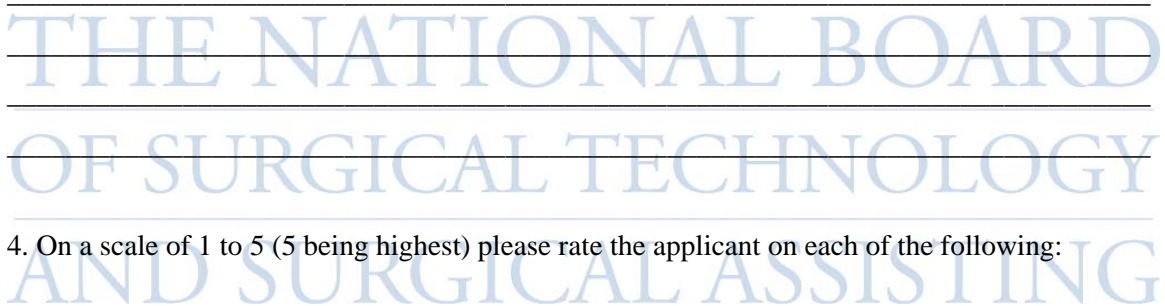 THE NATIONAL BOARD
OF SURGICAL TECHNOLOGY
4. On a scale of 1 to 5 (5 being highest) please rate the applicant on each of the following:
AND SURGICAL ASSISTING